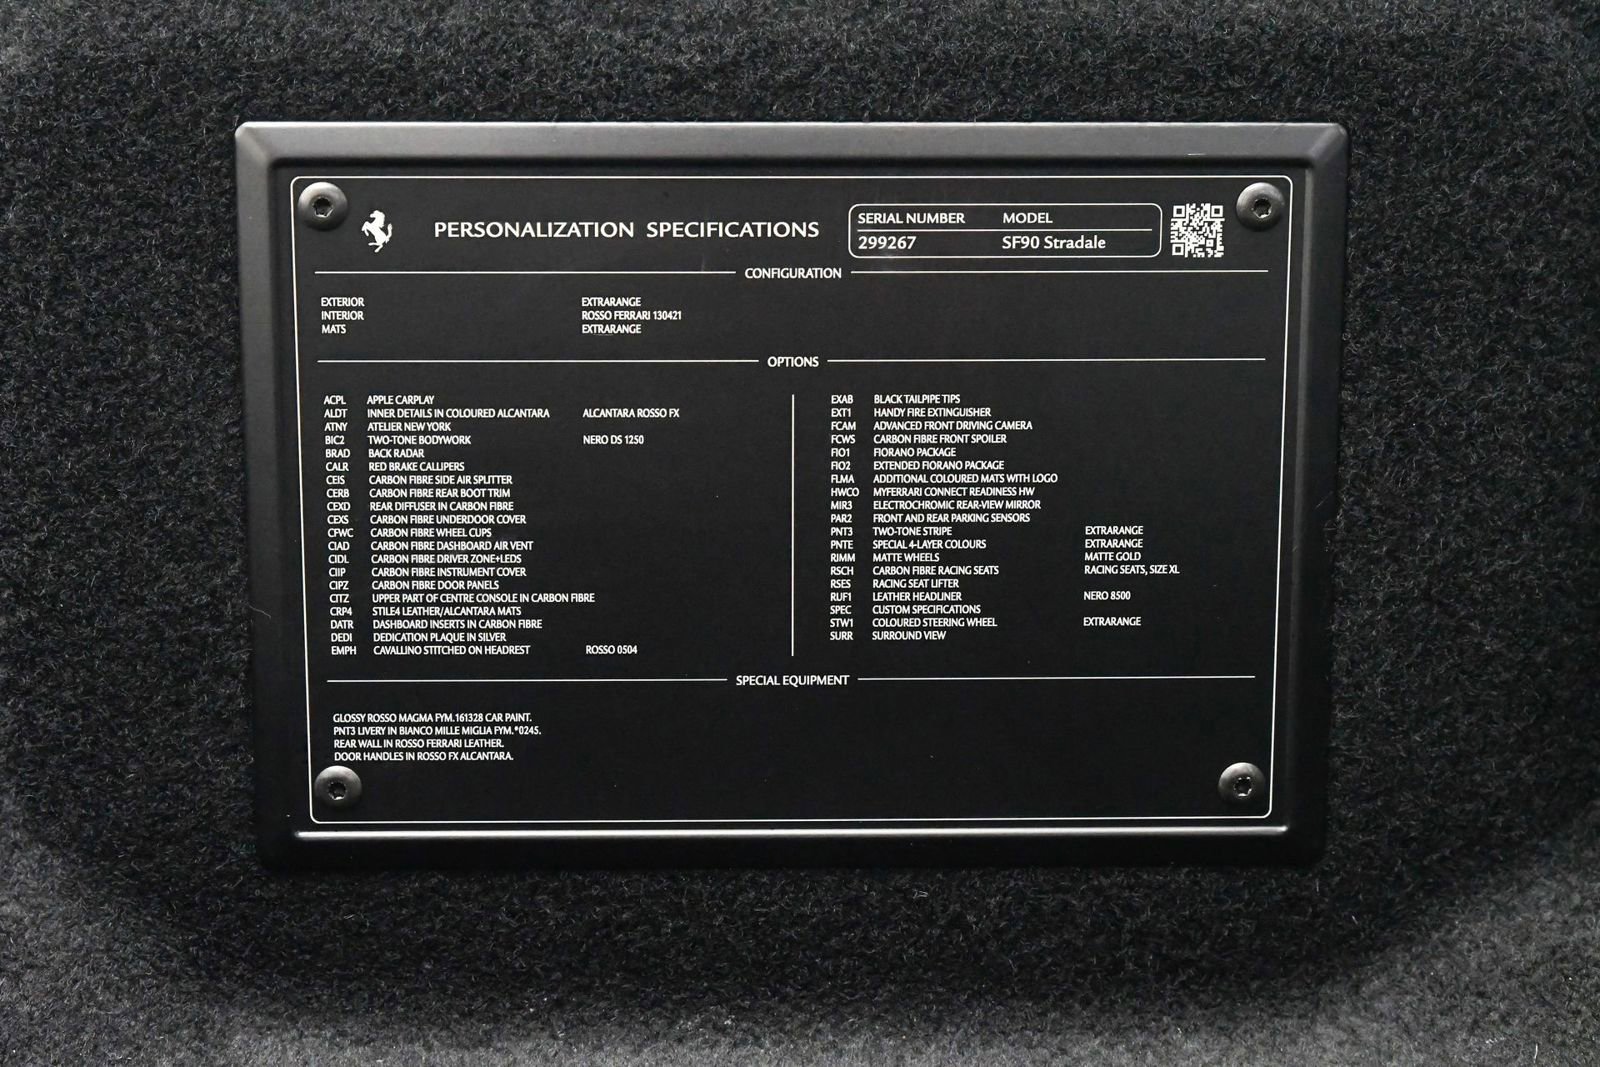 PERSONALIZATION SPECIFICATIONS
SERIAL NUMBER MODEL
299267 SF90 Stradale
CONFIGURATION
EXTERIOR EXTRARANGE
INTERIOR ROSSO FERRARI 130421
MATS EXTRARANGE
OPTIONS
ACPL APPLE CARPLAY
ALDT INNER DETAILS IN COLOURED ALCANTARA ALCANTARA ROSSO FX
ATNY ATELIER NEW YORK
BIC2 TWO-TONE BODYWORK NERO DS 1250
BRAD BACK RADAR
CALR RED BRAKE CALLIPERS
CEIS CARBON FIBRE SIDE AIR SPLITTER
CERB CARBON FIBRE REAR BOOT TRIM
CEXD REAR DIFFUSER IN CARBON FIBRE
CEXS CARBON FIBRE UNDERDOOR COVER
CFWC CARBON FIBRE WHEEL CUPS
CIAD CARBON FIBRE DASHBOARD AIR VENT
CIDL CARBON FIBRE DRIVER ZONE+LEDS
CIIP CARBON FIBRE INSTRUMENT COVER
CIPZ CARBON FIBRE DOOR PANELS
CITZ UPPER PART OF CENTRE CONSOLE IN CARBON FIBRE
CRP4 STILE4 LEATHER/ALCANTARA MATS
DATR DASHBOARD INSERTS IN CARBON FIBRE
DEDI DEDICATION PLAQUE IN SILVER
EMPH CAVALLINO STITCHED ON HEADREST ROSSO 0504
EXAB BLACK TAILPIPE TIPS
EXT1 HANDY FIRE EXTINGUISHER
FCAM ADVANCED FRONT DRIVING CAMERA
FCWS CARBON FIBRE FRONT SPOILER
FIO1 FIORANO PACKAGE
FIO2 EXTENDED FIORANO PACKAGE
FLMA ADDITIONAL COLOURED MATS WITH LOGO
HWCO MYFERRARI CONNECT READINESS HW
MIR3 ELECTROCHROMIC REAR-VIEW MIRROR
PAR2 FRONT AND REAR PARKING SENSORS
PNT3 TWO-TONE STRIPE EXTRARANGE
PNTE SPECIAL 4-LAYER COLOURS EXTRARANGE
RIMM MATTE WHEELS MATTE GOLD
RSCH CARBON FIBRE RACING SEATS RACING SEATS, SIZE XL
RSES RACING SEAT LIFTER
RUF1 LEATHER HEADLINER NERO 8500
SPEC CUSTOM SPECIFICATIONS
STW1 COLOURED STEERING WHEEL EXTRARANGE
SURR SURROUND VIEW
SPECIAL EQUIPMENT
GLOSSY ROSSO MAGMA FYM.161328 CAR PAINT.
PNT3 LIVERY IN BIANCO MILLE MIGLIA FYM.*0245.
REAR WALL IN ROSSO FERRARI LEATHER.
DOOR HANDLES IN ROSSO FX ALCANTARA.